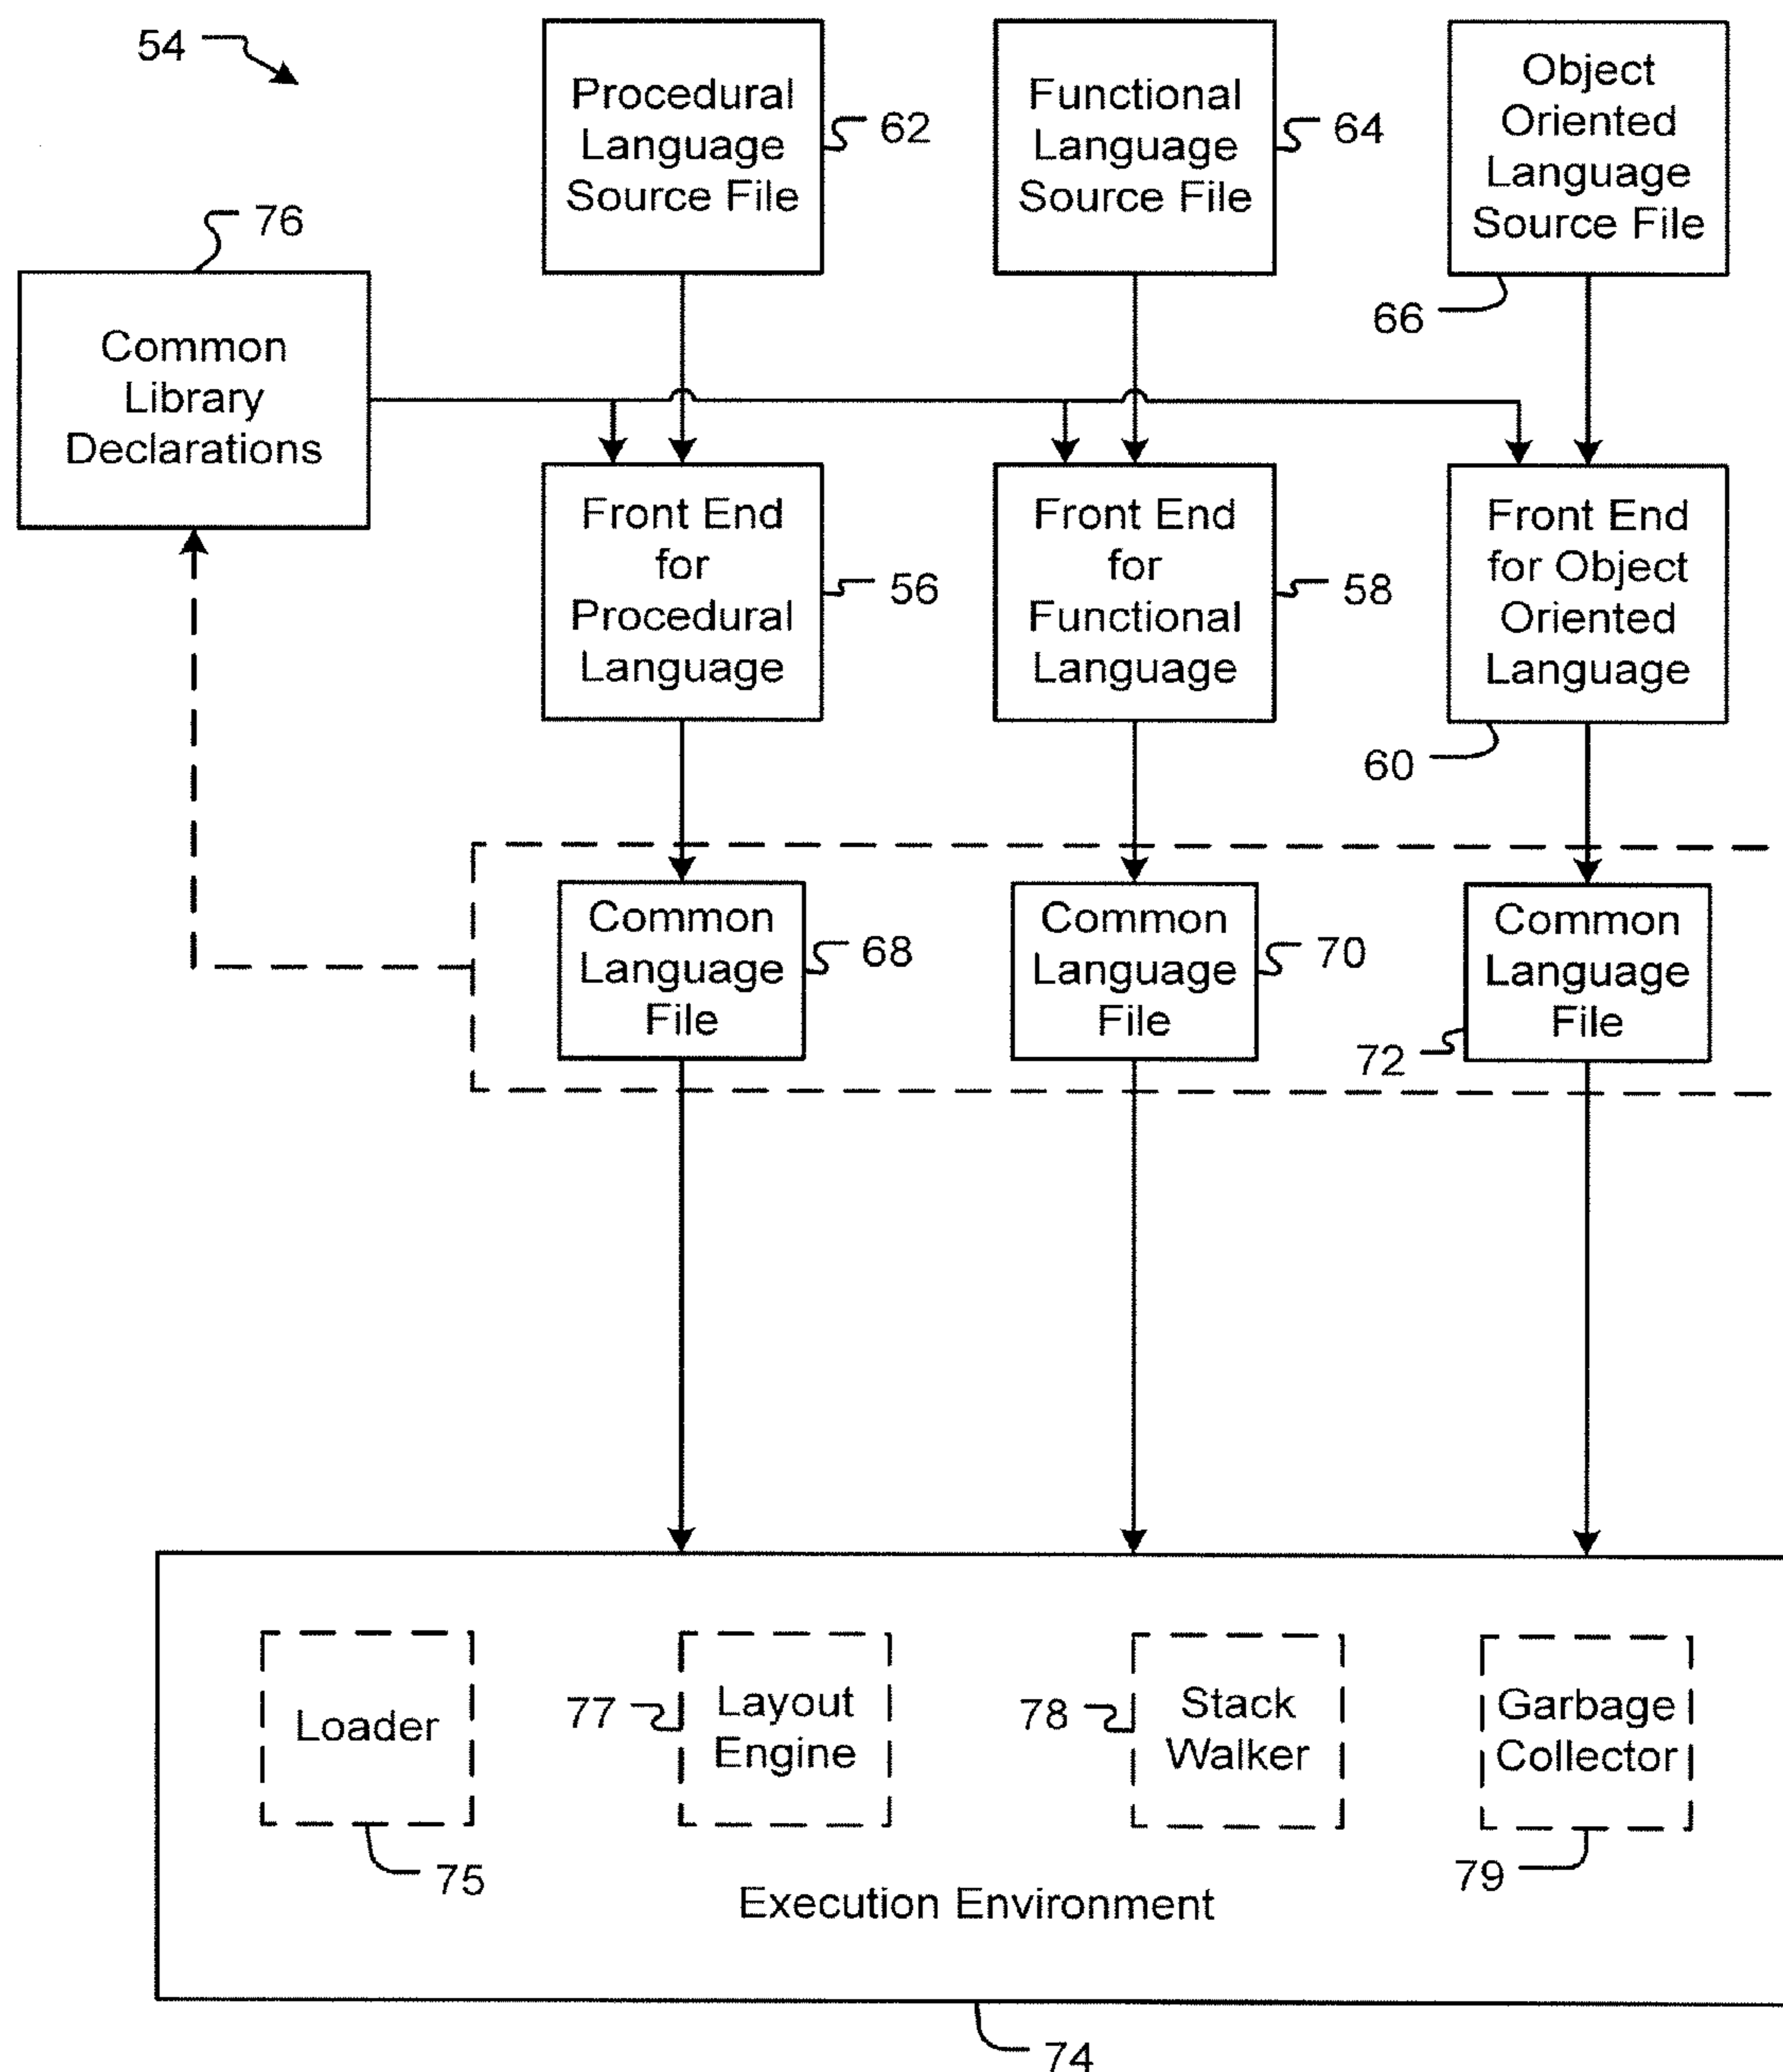 54
Procedural
Language
Source File
62
Functional
Language
Source File
64
Object
Oriented
Language
Source File
66
76
Common
Library
Declarations
Front End
for
Procedural
Language
56
Front End
for
Functional
Language
58
Front End
for Object
Oriented
Language
60
Common
Language
File
68
Common
Language
File
70
Common
Language
File
72
Loader
75
77
Layout
Engine
78
Stack
Walker
Garbage
Collector
79
Execution Environment
74